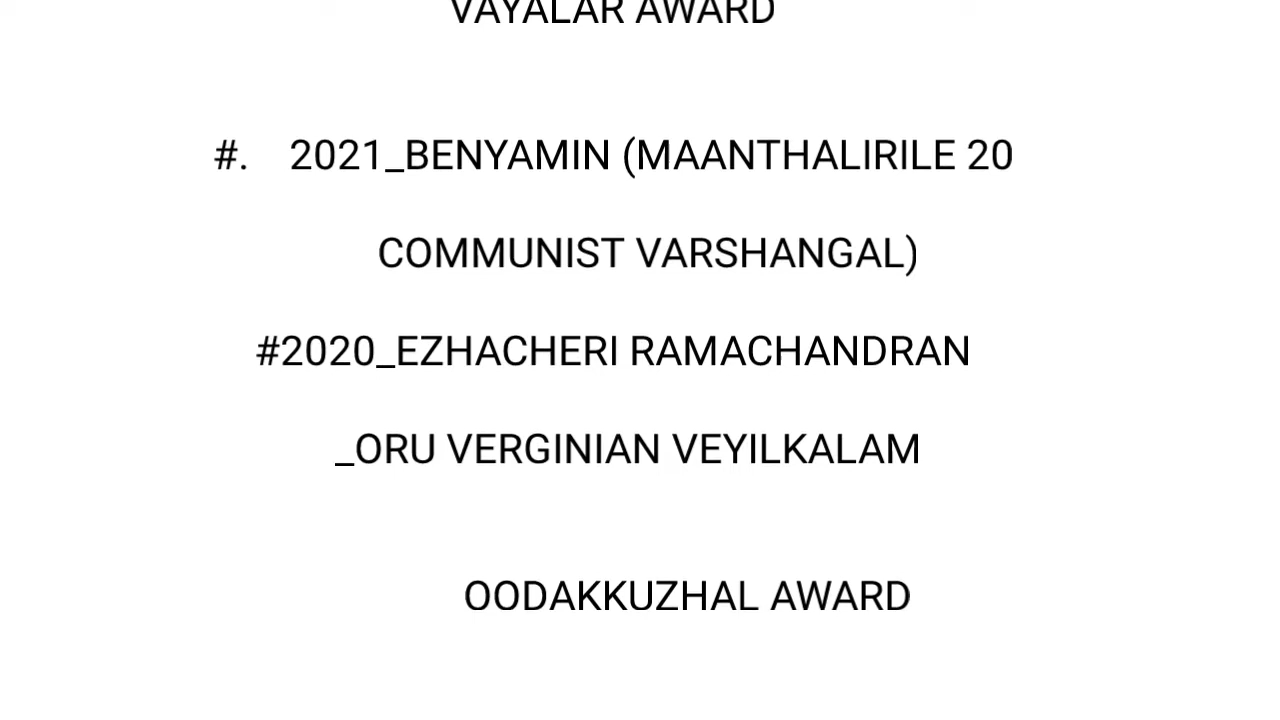 VAYALAR AWARD
#. 2021_BENYAMIN (MAANTHALIRILE 20
COMMUNIST VARSHANGAL)
#2020_EZHACHERI RAMACHANDRAN
_ORU VERGINIAN VEYILKALAM
OODAKKUZHAL AWARD